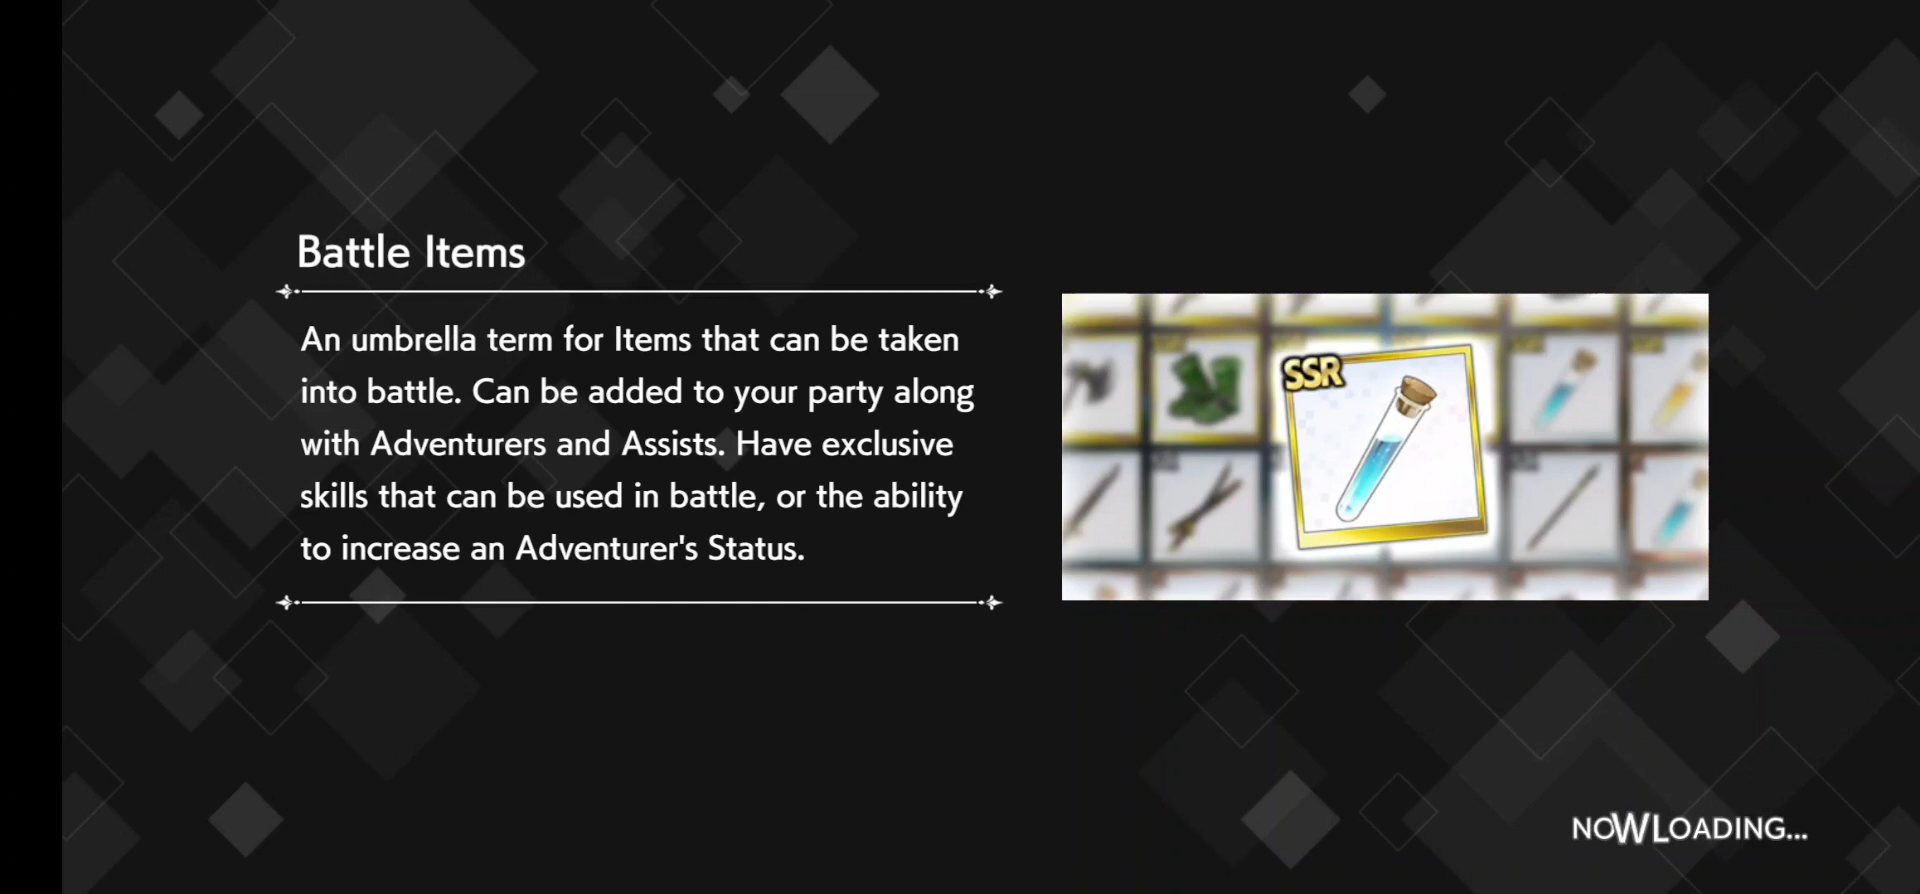 Battle Items
An umbrella term for Items that can be taken
into battle. Can be added to your party along
with Adventurers and Assists. Have exclusive
skills that can be used in battle, or the ability
to increase an Adventurer's Status.
SSR
NOW LOADING...